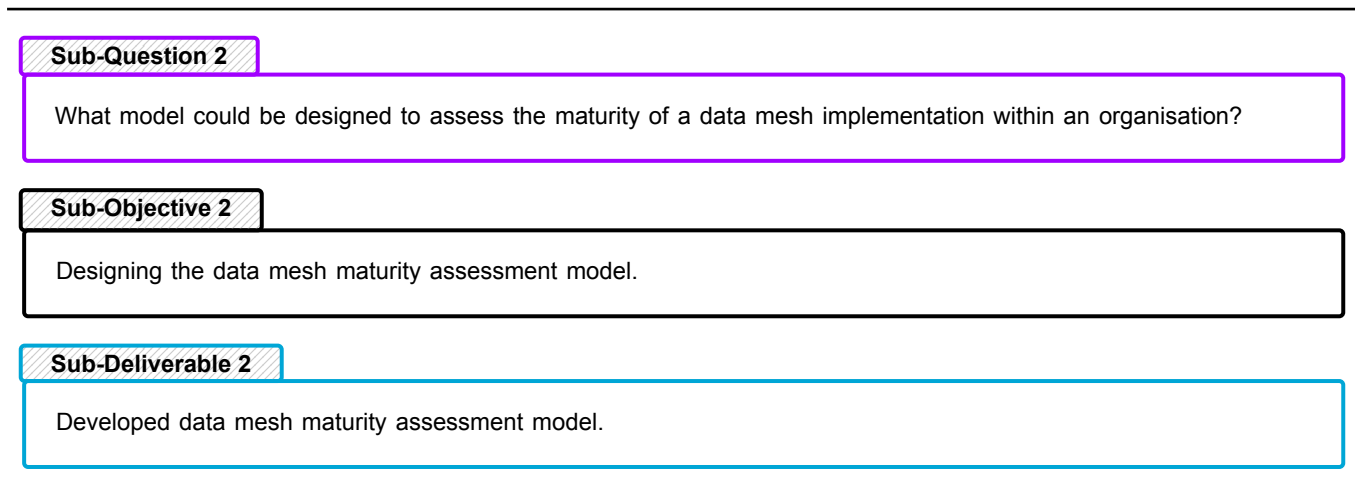 Sub-Question 2
What model could be designed to assess the maturity of a data mesh implementation within an organisation?
Sub-Objective 2
Designing the data mesh maturity assessment model.
Sub-Deliverable 2
Developed data mesh maturity assessment model.